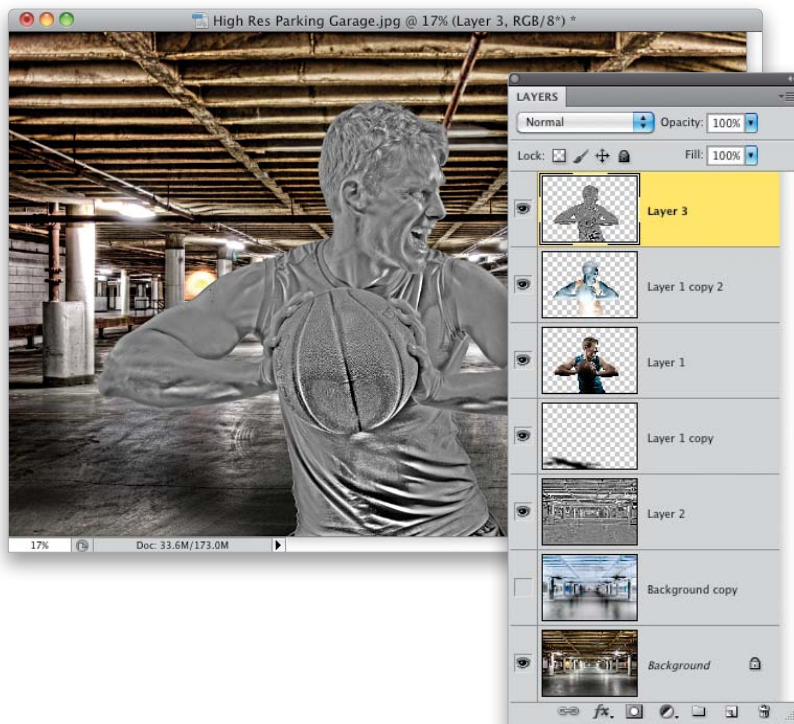 High Res Parking Garage.jpg @ 17% (Layer 3, RGB/8*) *
LAYERS
Normal Opacity: 100%
Lock: Fill: 100%
Layer 3
Layer 1 copy 2
Layer 1
Layer 1 copy
Layer 2
Background copy
Background
fx.
17% Doc: 33.6M/173.0M